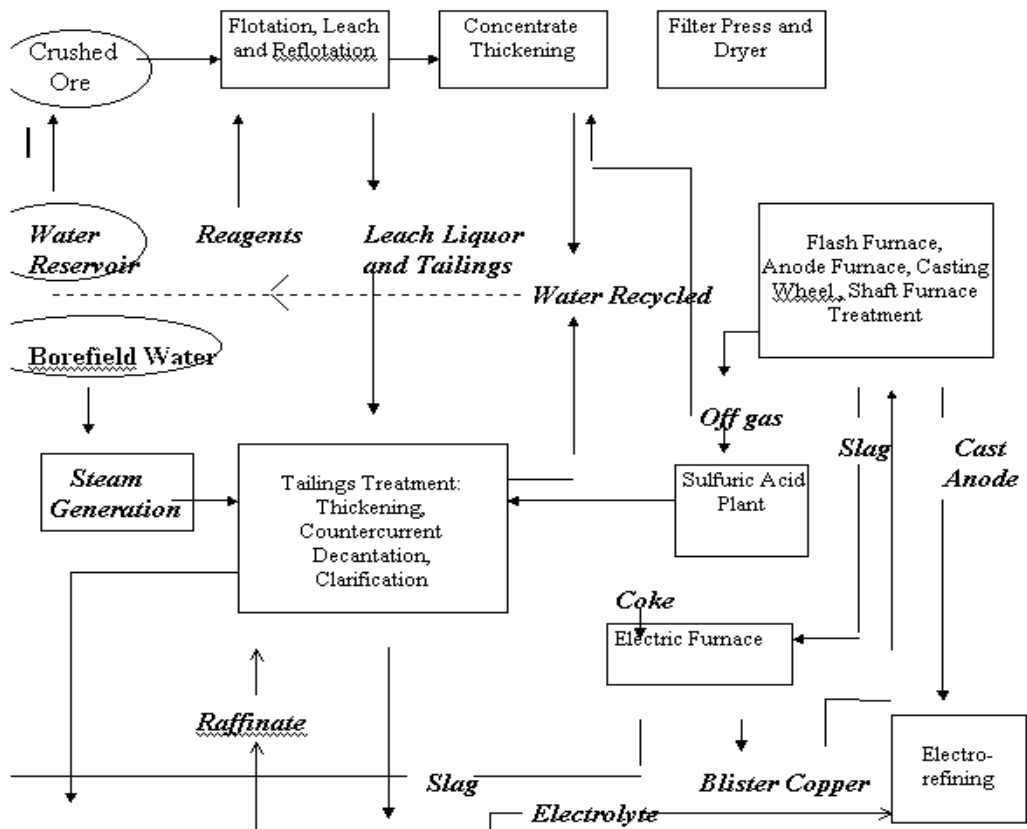 Crushed
Ore
Flotation, Leach
and Reflotation
Concentrate
Thickening
Filter Press and
Dryer
Water
Reservoir
Reagents
Leach Liquor
and Tailings
Water Recycled
Flash Furnace,
Anode Furnace, Casting
Wheel., Shaft Furnace
Treatment
Borefield Water
Off gas
Slag
Cast
Anode
Steam
Generation
Tailings Treatment:
Thickening,
Countercurrent
Decantation,
Clarification
Sulfuric Acid
Plant
Coke
Electric Furnace
Raffinate
Slag
Blister Copper
Electro-
refining
Electrolyte